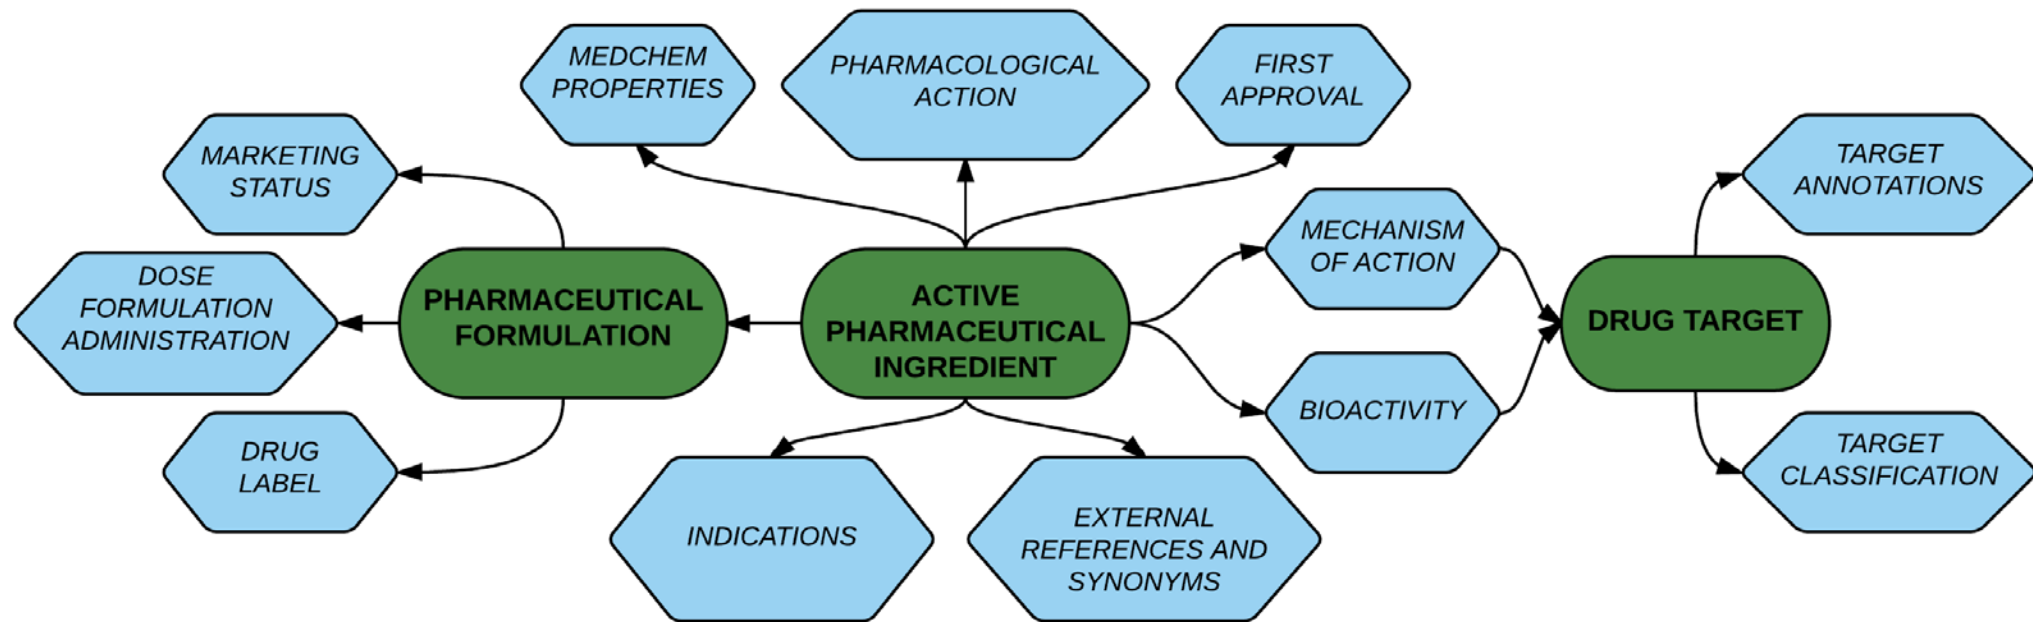 MEDCHEM
PROPERTIES
PHARMACOLOGICAL
ACTION
FIRST
APPROVAL
MARKETING
STATUS
TARGET
ANNOTATIONS
MECHANISM
OF ACTION
DOSE
FORMULATION
ADMINISTRATION
PHARMACEUTICAL
FORMULATION
ACTIVE
PHARMACEUTICAL
INGREDIENT
DRUG TARGET
BIOACTIVITY
DRUG
LABEL
TARGET
CLASSIFICATION
INDICATIONS
EXTERNAL
REFERENCES AND
SYNONYMS